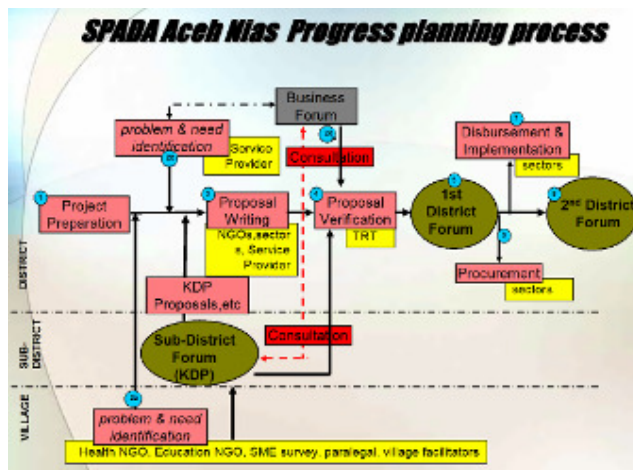 SPADA Aceh Nias Progress planning process
Business
Forum
problem & need
identification
Service
Provider
Consultation
Disbursement &
Implementation
sectors
Project
Preparation
Proposal
Writing
NGOs,sector
s, Service
Provider
Proposal
Verification
TRT
1st
District
Forum
2nd District
Forum
Procurement
sectors
DISTRICT
KDP
Proposals,etc
SUB-
DISTRICT
Sub-District
Forum
(KDP)
Consultation
VILLAGE
problem & need
identification
Health NGO, Education NGO, SME survey, paralegal, village facilitators